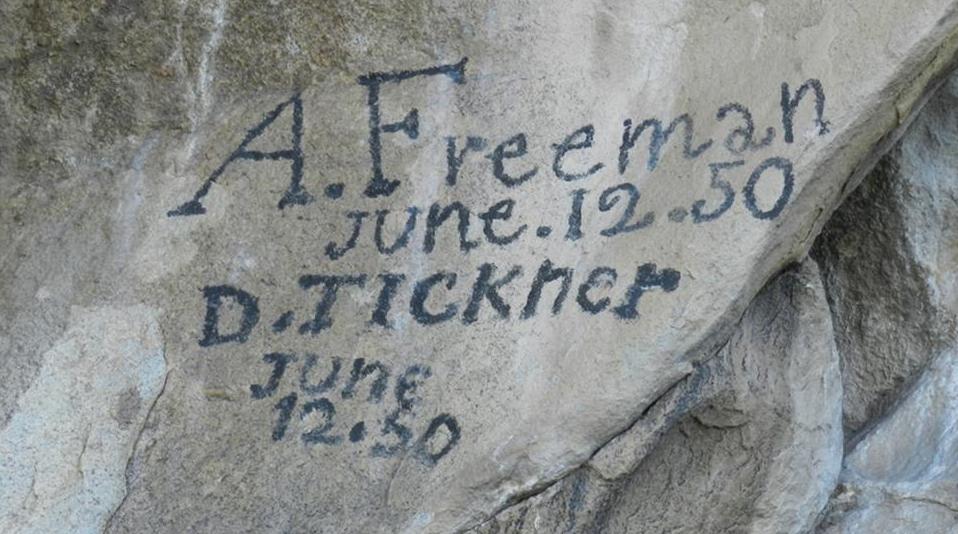 A. Freeman
June. 12. 50
D. TICKner
June
12. 50